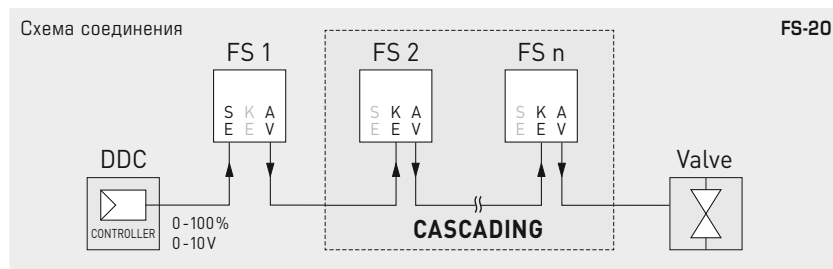 Схема соединения
FS-20
FS 1
FS 2
FS n
S K A
E E V
S K A
E E V
S K A
E E V
DDC
CONTROLLER
0-100%
0-10V
CASCADING
Valve